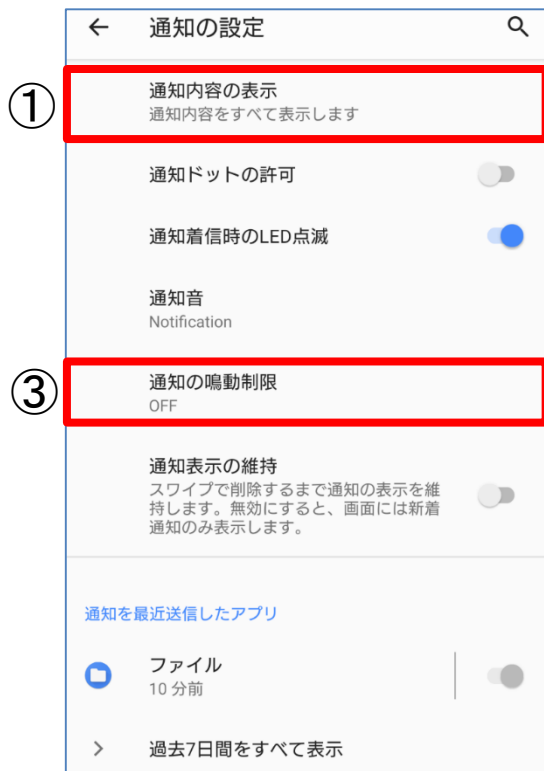 通知の設定
①
通知内容の表示
通知内容をすべて表示します
通知ドットの許可
通知着信時のLED点滅
通知音
Notification
③
通知の鳴動制限
OFF
通知表示の維持
スワイプで削除するまで通知の表示を維
持します。無効にすると、画面には新着
通知のみ表示します。
通知を最近送信したアプリ
ファイル
10 分前
過去7日間をすべて表示